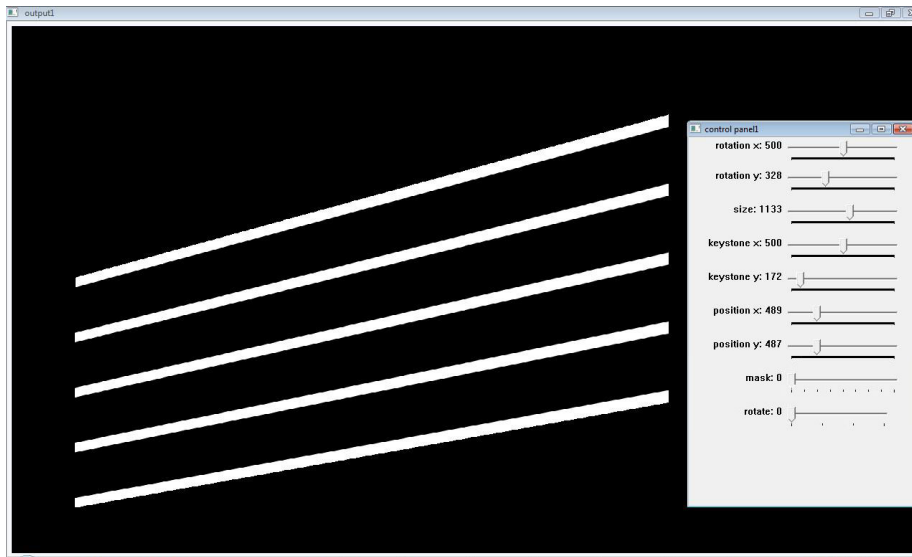 output1
control panel1
rotation x: 500
rotation y: 328
size: 1133
keystone x: 500
keystone y: 172
position x: 489
position y: 487
mask: 0
rotate: 0